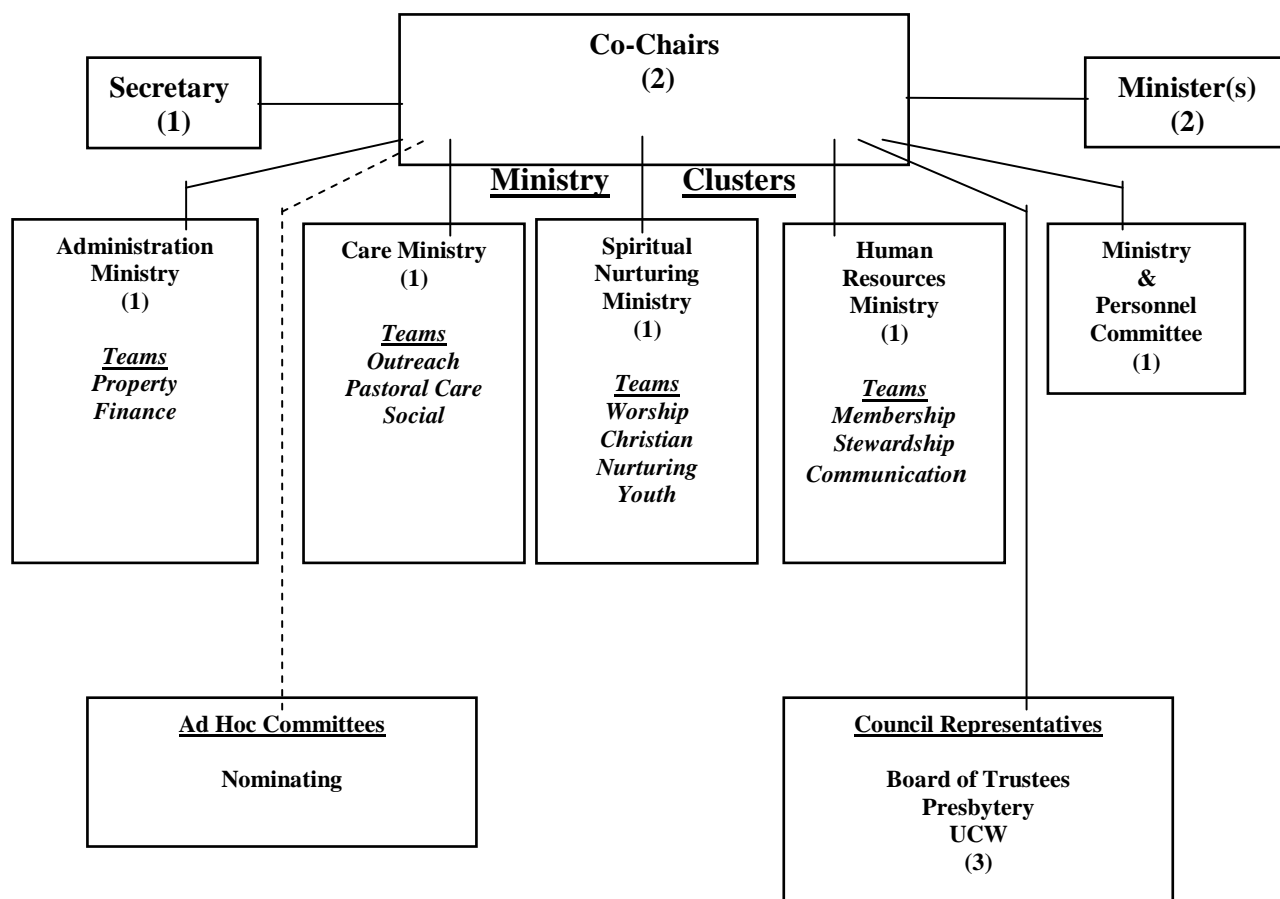 Co-Chairs
(2)
Secretary
(1)
Minister(s)
(2)
Ministry Clusters
Administration
Ministry
(1)
Teams
Property
Finance
Care Ministry
(1)
Teams
Outreach
Pastoral Care
Social
Spiritual
Nurturing
Ministry
(1)
Teams
Worship
Christian
Nurturing
Youth
Human
Resources
Ministry
(1)
Teams
Membership
Stewardship
Communication
Ministry
&
Personnel
Committee
(1)
Ad Hoc Committees
Nominating
Council Representatives
Board of Trustees
Presbytery
UCW
(3)